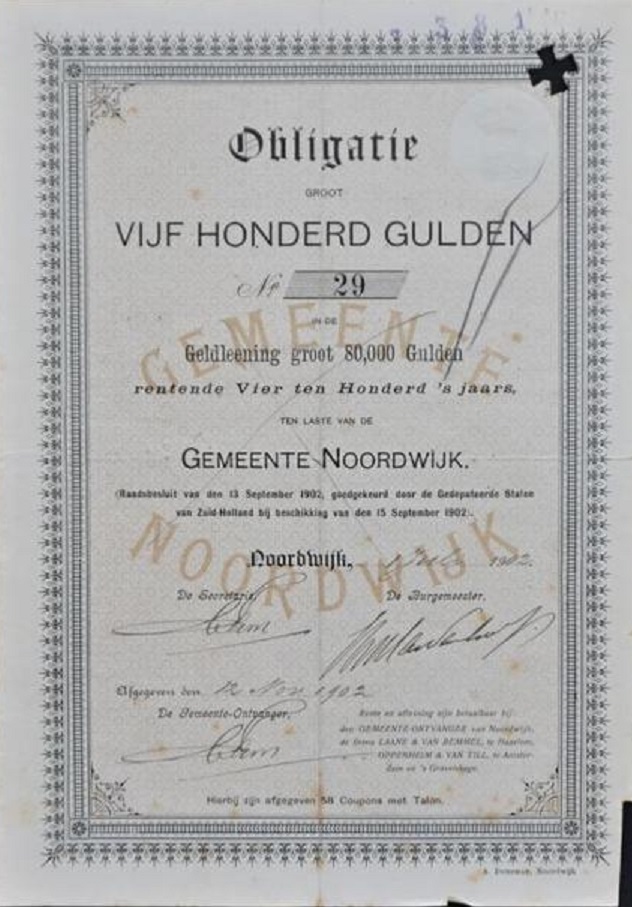 2 3 8 1
Obligatie
GROOT
VIJF HONDERD GULDEN
No 29
IN DE
Geldleening groot 80,000 Gulden
rentende Vier ten Honderd 's jaars,
TEN LASTE VAN DE
GEMEENTE NOORDWIJK.
(Raadsbesluit van den 13 September 1902, goedgekeurd door de Gedeputeerde Staten
van Zuid-Holland bij beschikking van den 15 September 1902).
GEMEENTE
NOORDWIJK
Noordwijk, 1902.
De Secretaris, De Burgemeester,
Afgegeven den 12 Nov. 1902
De Gemeente-Ontvanger,
Rente en aflossing zijn betaalbaar bij
den GEMEENTE-ONTVANGER van Noordwijk,
de firma LAANE & VAN BEMMEL, te Haarlem,
OPPENHEIM & VAN TILL, te Amster-
dam en 's Gravenhage.
Hierbij zijn afgegeven 58 Coupons met Talon.
Noordwijk